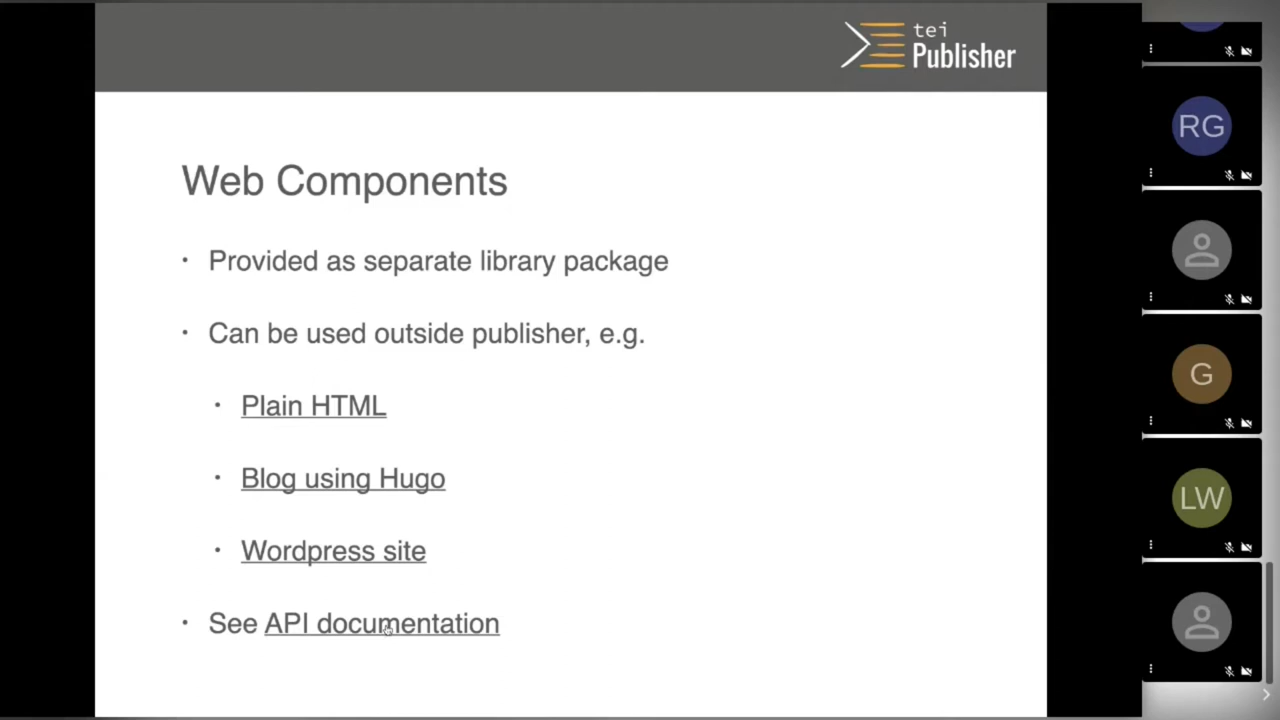 tei
Publisher
Web Components
· Provided as separate library package
· Can be used outside publisher, e.g.
· Plain HTML
· Blog using Hugo
· Wordpress site
· See API documentation
RG
G
LW